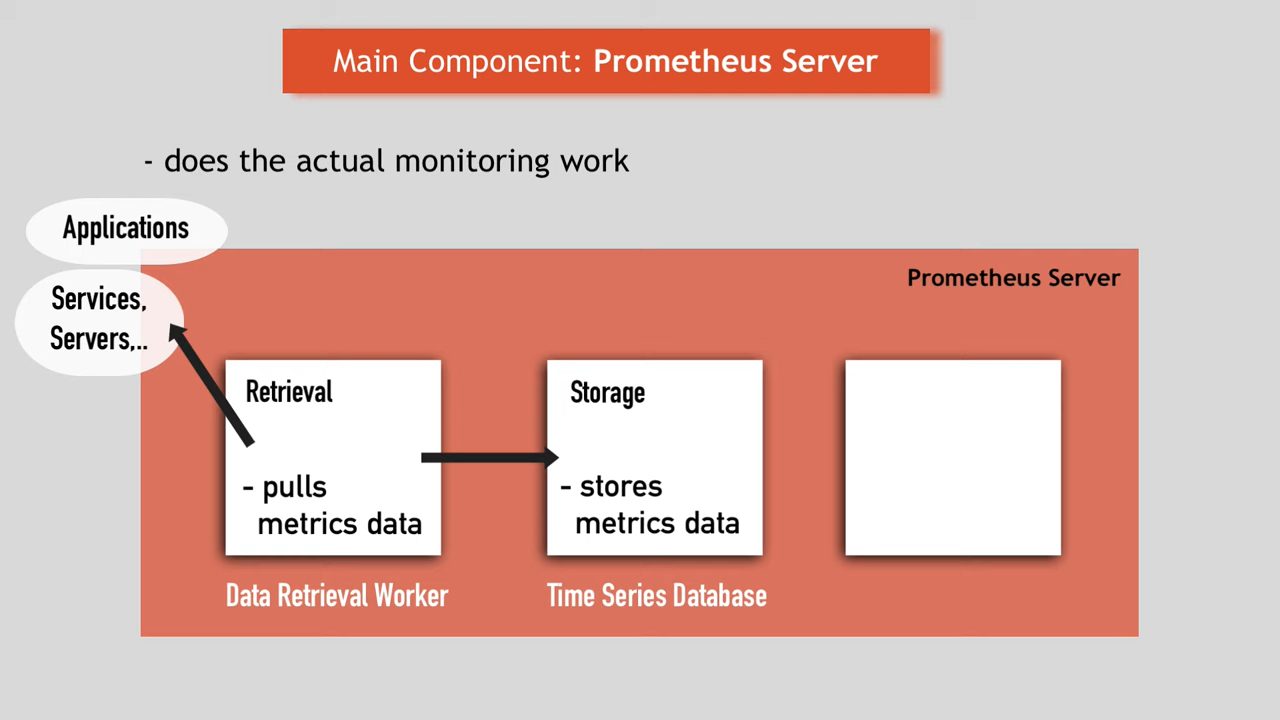 Main Component: Prometheus Server
- does the actual monitoring work
Applications
Services,
Servers,..
Prometheus Server
Retrieval
- pulls
metrics data
Data Retrieval Worker
Storage
- stores
metrics data
Time Series Database